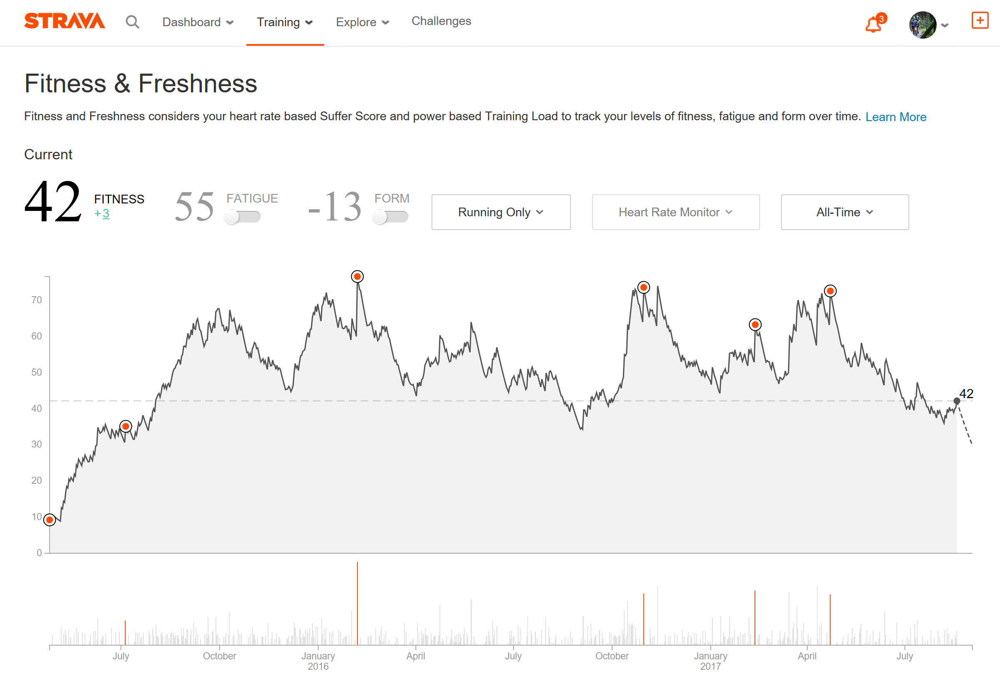 STRAVA Dashboard Training Explore Challenges 3
Fitness & Freshness
Fitness and Freshness considers your heart rate based Suffer Score and power based Training Load to track your levels of fitness, fatigue and form over time. Learn More
Current
42 FITNESS +3 55 FATIGUE -13 FORM Running Only Heart Rate Monitor All-Time
70
60
50
42
40
30
20
10
0
July October January April July October January April July
2016 2017